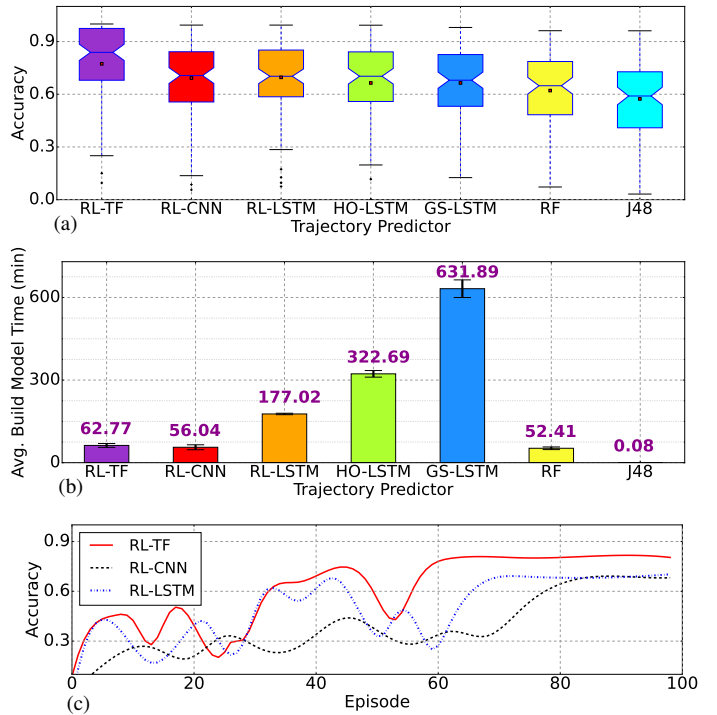 0.9
0.6
0.3
0.0
Accuracy
RL-TF RL-CNN RL-LSTM HO-LSTM GS-LSTM RF J48
Trajectory Predictor
(a)
Avg. Build Model Time (min)
600
300
0
62.77 56.04 177.02 322.69 631.89 52.41 0.08
RL-TF RL-CNN RL-LSTM HO-LSTM GS-LSTM RF J48
Trajectory Predictor
(b)
0.9
0.6
0.3
Accuracy
RL-TF
RL-CNN
RL-LSTM
0 20 40 60 80 100
Episode
(c)